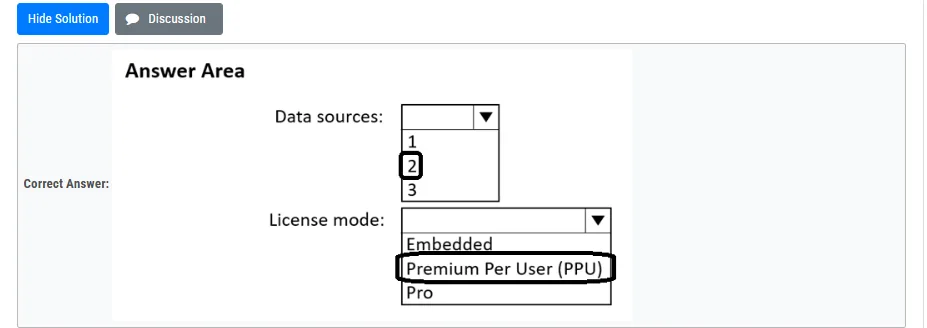 Hide Solution
Discussion
Answer Area
Data sources:
1
2
3
Correct Answer:
License mode:
Embedded
Premium Per User (PPU)
Pro